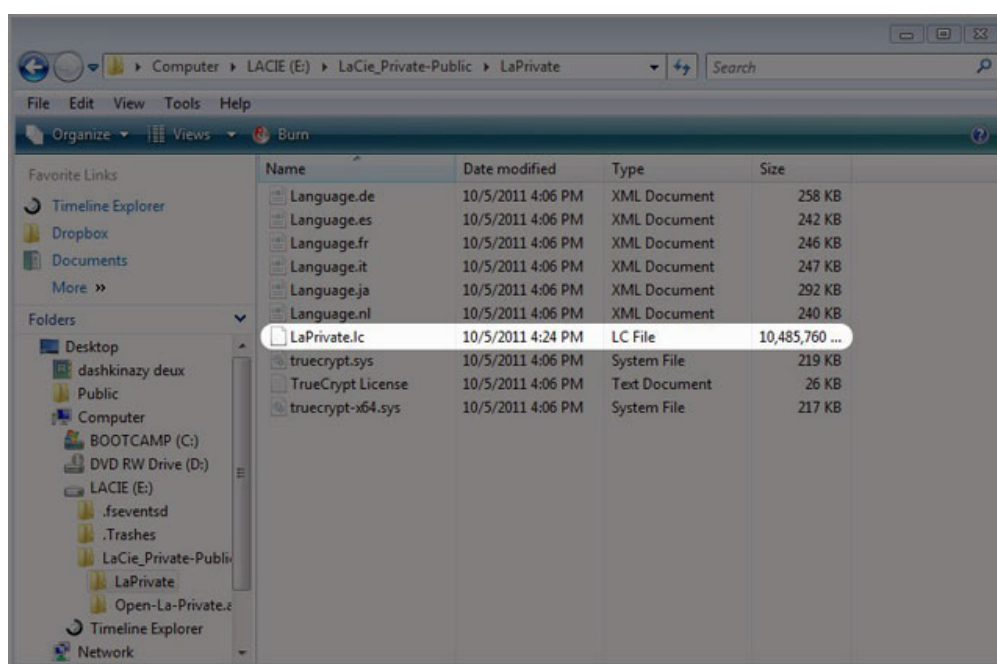 Computer LACIE (E:) LaCie_Private-Public LaPrivate Search
File Edit View Tools Help
Organize Views Burn
Favorite Links
Timeline Explorer
Dropbox
Documents
More »
Folders
Desktop
dashkinazy deux
Public
Computer
BOOTCAMP (C:)
DVD RW Drive (D:)
LACIE (E:)
.fseventsd
.Trashes
LaCie_Private-Public
LaPrivate
Open-La-Private.a
Timeline Explorer
Network
Name Date modified Type Size
Language.de 10/5/2011 4:06 PM XML Document 258 KB
Language.es 10/5/2011 4:06 PM XML Document 242 KB
Language.fr 10/5/2011 4:06 PM XML Document 246 KB
Language.it 10/5/2011 4:06 PM XML Document 247 KB
Language.ja 10/5/2011 4:06 PM XML Document 292 KB
Language.nl 10/5/2011 4:06 PM XML Document 240 KB
LaPrivate.lc 10/5/2011 4:24 PM LC File 10,485,760 ...
truecrypt.sys 10/5/2011 4:06 PM System File 219 KB
TrueCrypt License 10/5/2011 4:06 PM Text Document 26 KB
truecrypt-x64.sys 10/5/2011 4:06 PM System File 217 KB